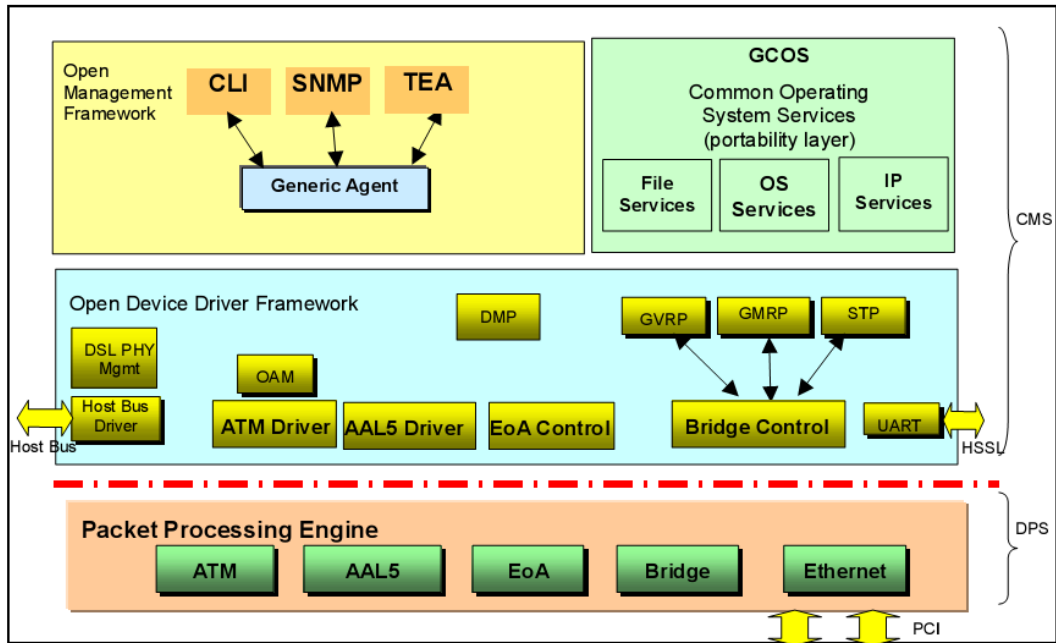 Open
Management
Framework
CLI
SNMP
TEA
Generic Agent
GCOS
Common Operating
System Services
(portability layer)
File
Services
OS
Services
IP
Services
CMS
Open Device Driver Framework
DSL PHY
Mgmt
Host Bus
Driver
Host Bus
OAM
DMP
GVRP
GMRP
STP
ATM Driver
AAL5 Driver
EoA Control
Bridge Control
UART
HSSL
Packet Processing Engine
ATM
AAL5
EoA
Bridge
Ethernet
DPS
PCI